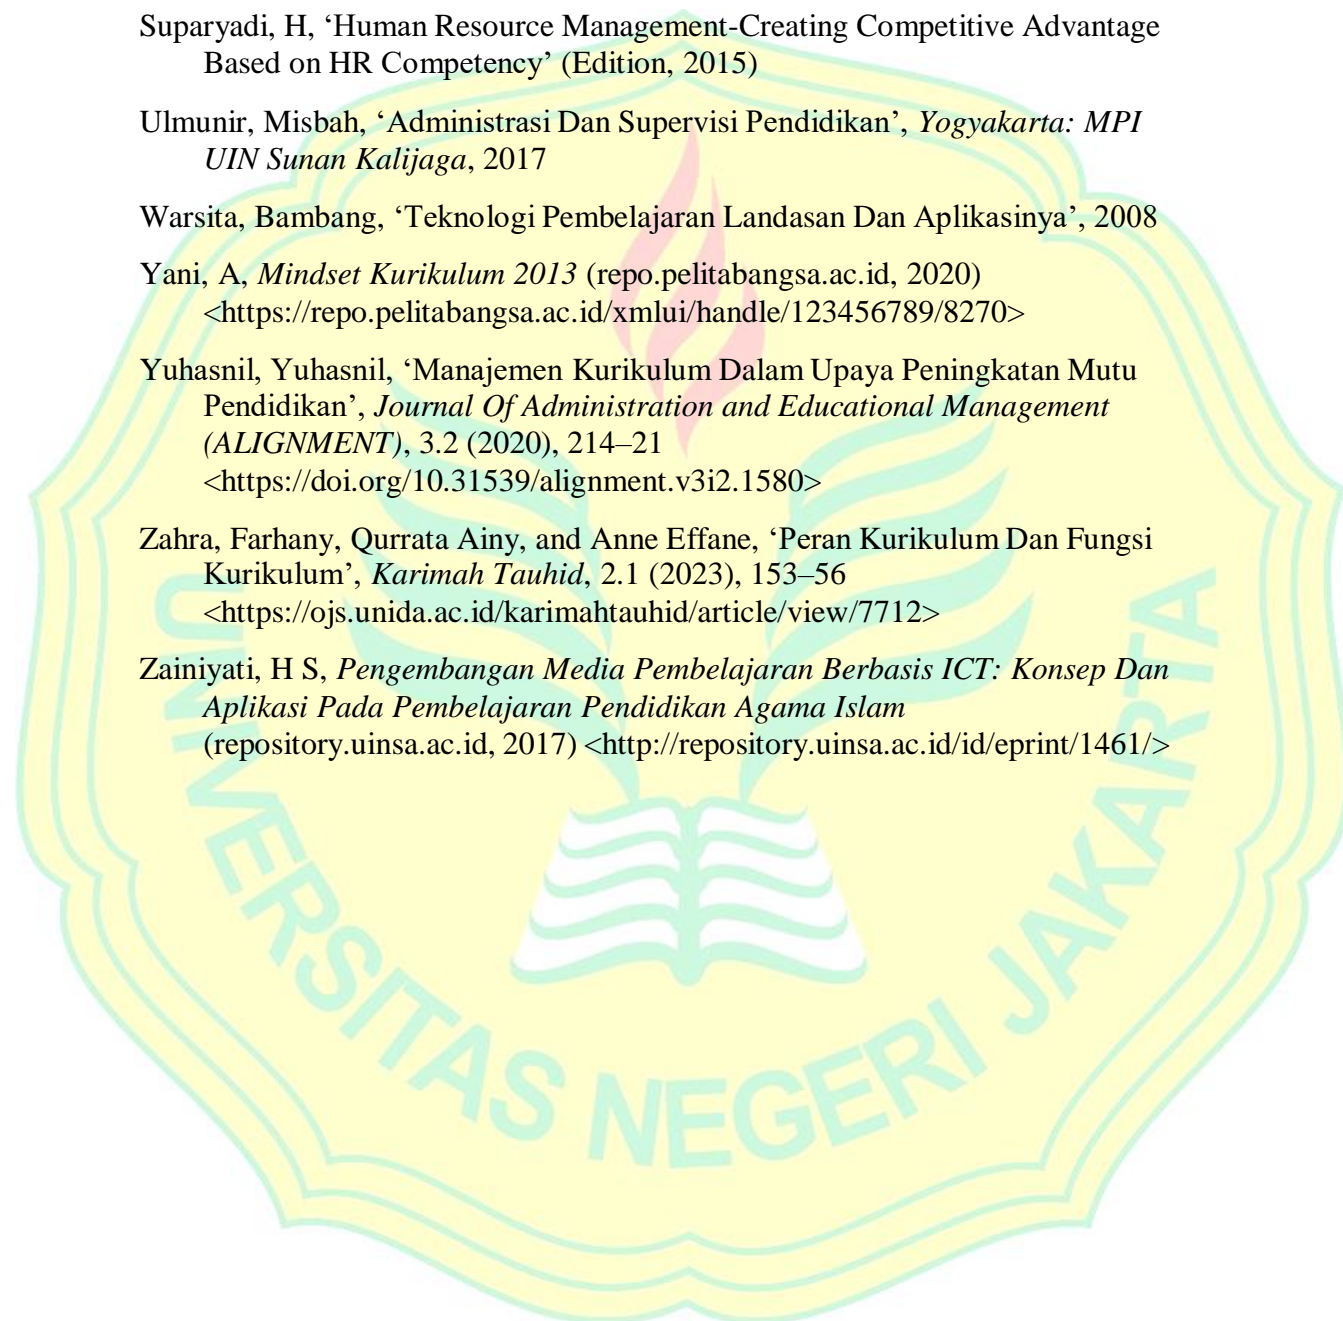 Suparyadi, H, ‘Human Resource Management-Creating Competitive Advantage
Based on HR Competency’ (Edition, 2015)
Ulmunir, Misbah, ‘Administrasi Dan Supervisi Pendidikan’, Yogyakarta: MPI
UIN Sunan Kalijaga, 2017
Warsita, Bambang, ‘Teknologi Pembelajaran Landasan Dan Aplikasinya’, 2008
Yani, A, Mindset Kurikulum 2013 (repo.pelitabangsa.ac.id, 2020)
<https://repo.pelitabangsa.ac.id/xmlui/handle/123456789/8270>
Yuhasnil, Yuhasnil, ‘Manajemen Kurikulum Dalam Upaya Peningkatan Mutu
Pendidikan’, Journal Of Administration and Educational Management
(ALIGNMENT), 3.2 (2020), 214–21
<https://doi.org/10.31539/alignment.v3i2.1580>
Zahra, Farhany, Qurrata Ainy, and Anne Effane, ‘Peran Kurikulum Dan Fungsi
Kurikulum’, Karimah Tauhid, 2.1 (2023), 153–56
<https://ojs.unida.ac.id/karimahtauhid/article/view/7712>
Zainiyati, H S, Pengembangan Media Pembelajaran Berbasis ICT: Konsep Dan
Aplikasi Pada Pembelajaran Pendidikan Agama Islam
(repository.uinsa.ac.id, 2017) <http://repository.uinsa.ac.id/id/eprint/1461/>
UNIVERSITAS NEGERI JAKARTA